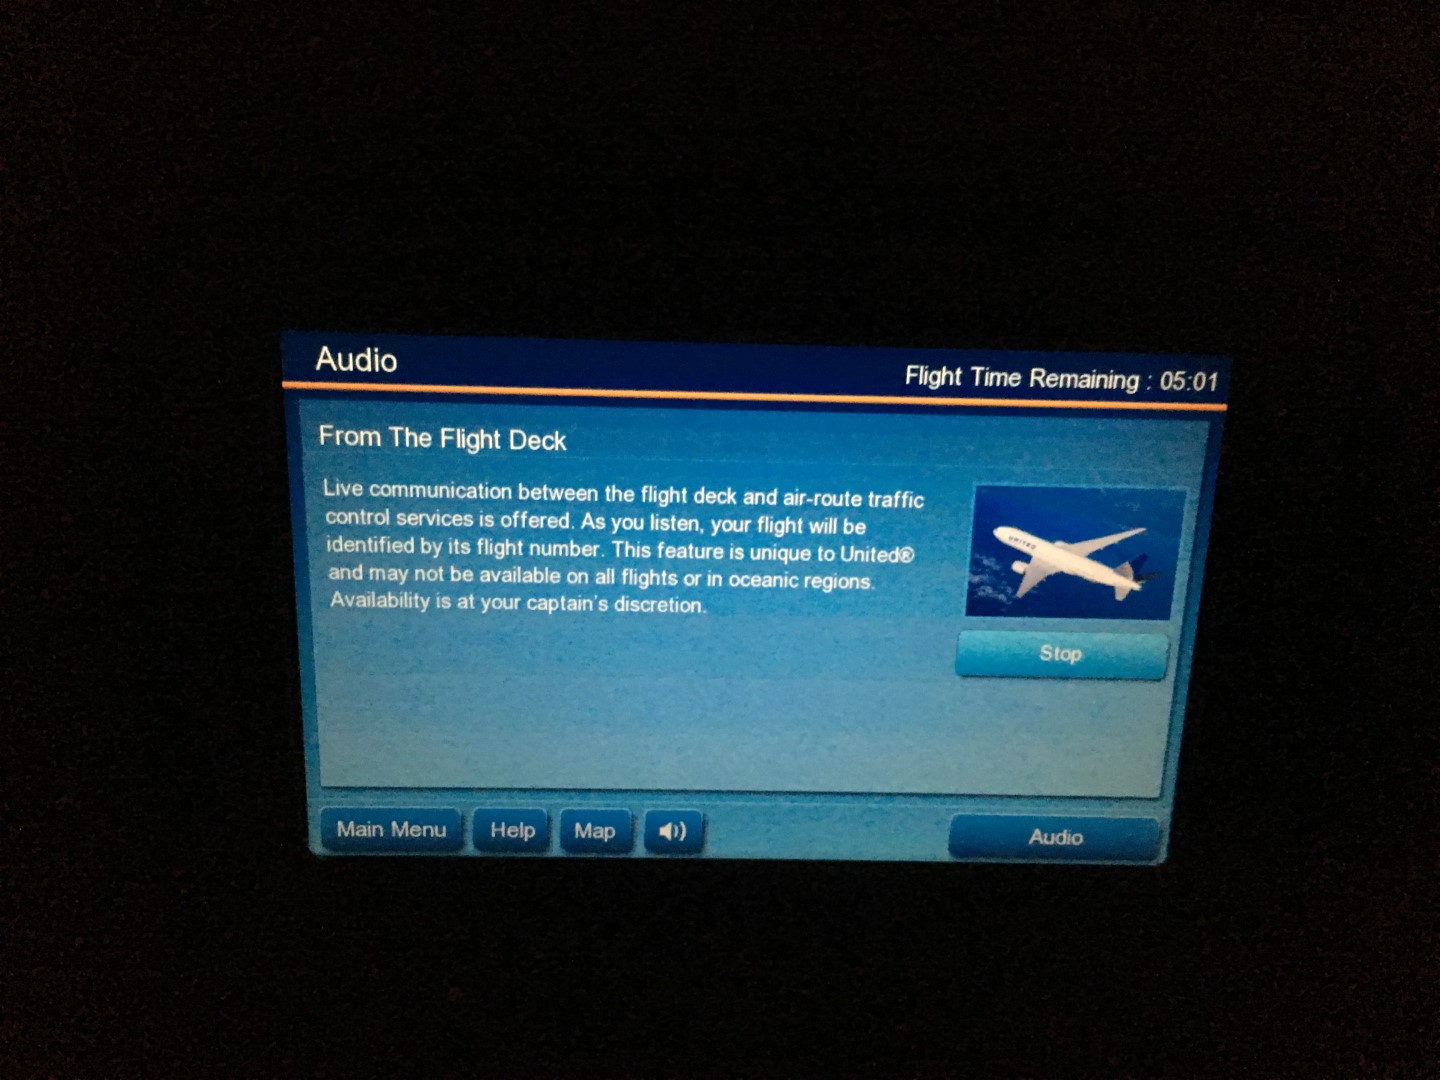 Audio
Flight Time Remaining : 05:01
From The Flight Deck
Live communication between the flight deck and air-route traffic
control services is offered. As you listen, your flight will be
identified by its flight number. This feature is unique to United®
and may not be available on all flights or in oceanic regions.
Availability is at your captain's discretion.
UNITED
Stop
Main Menu
Help
Map
Audio